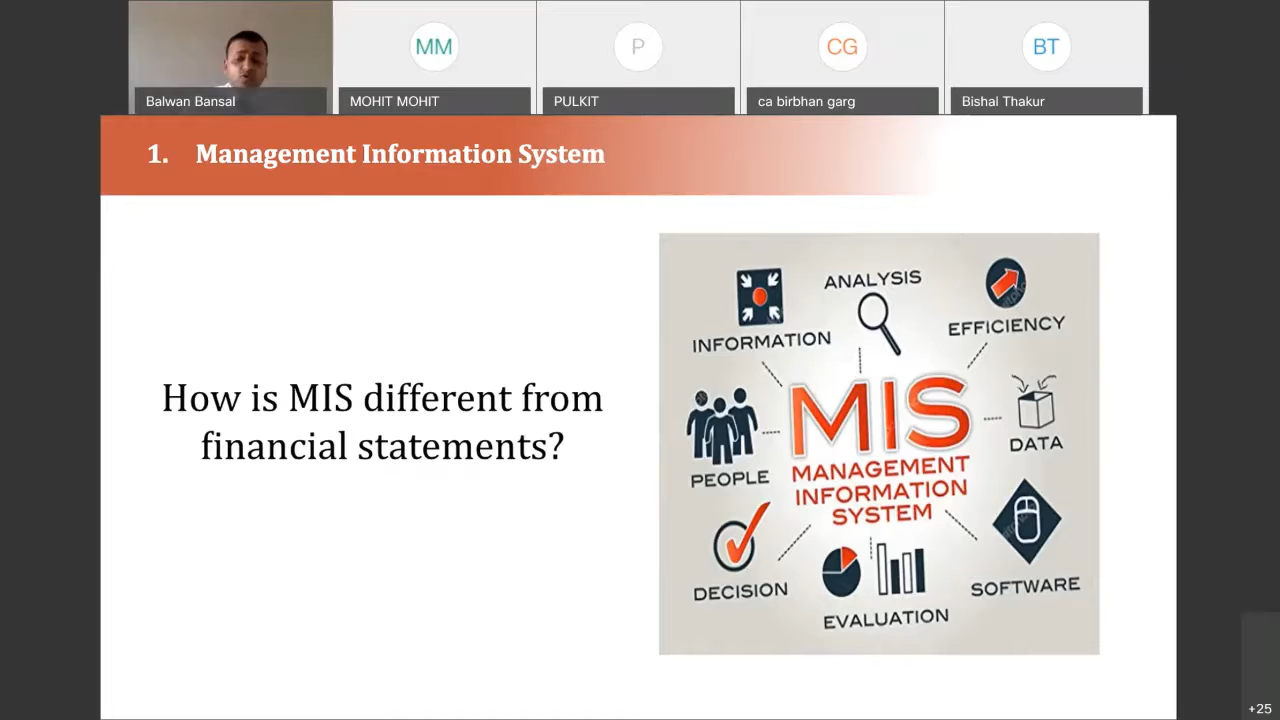 MM
P
CG
BT
Balwan Bansal
MOHIT MOHIT
PULKIT
ca birbhan garg
Bishal Thakur
1. Management Information System
How is MIS different from
financial statements?
ANALYSIS
INFORMATION
EFFICIENCY
MIS
MANAGEMENT
INFORMATION
SYSTEM
PEOPLE
DATA
DECISION
EVALUATION
SOFTWARE
+25